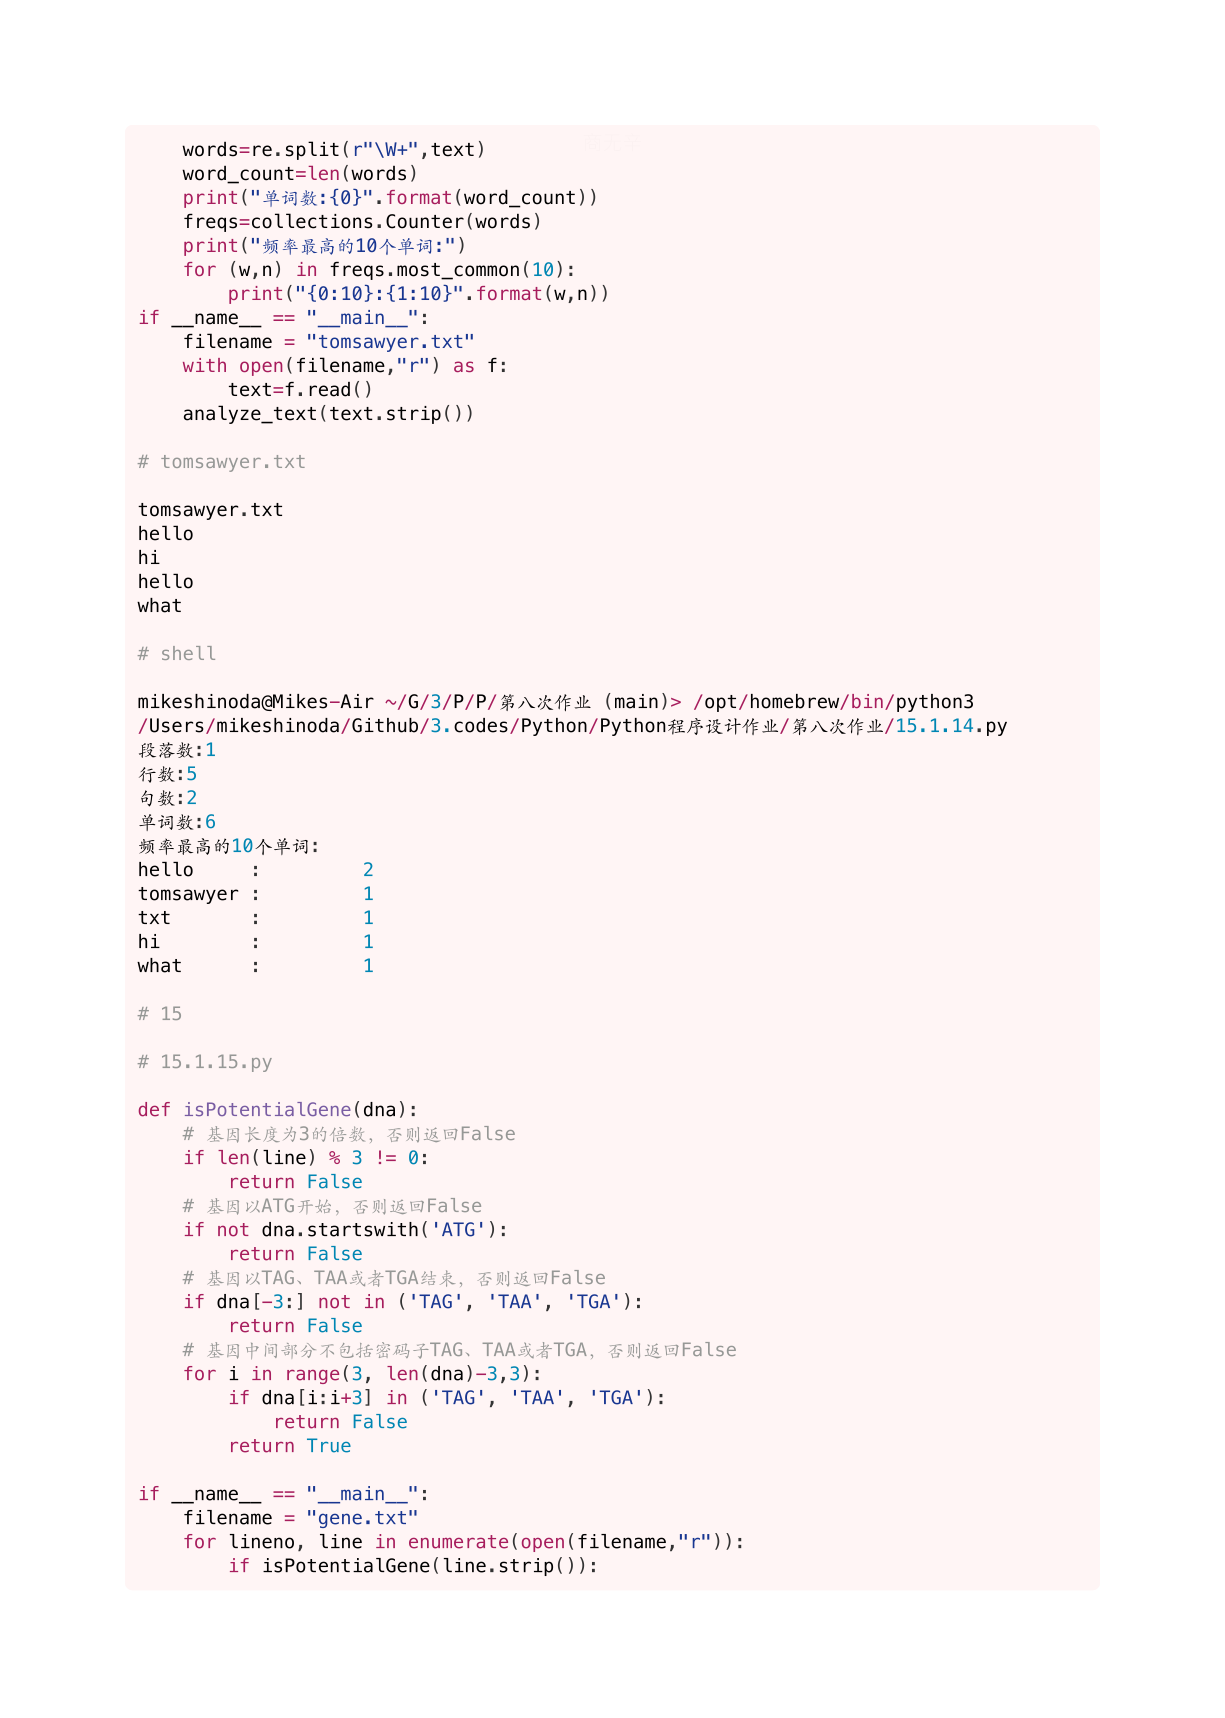 words=re.split(r"\W+",text)
    word_count=len(words)
    print("单词数:{0}".format(word_count))
    freqs=collections.Counter(words)
    print("频率最高的10个单词:")
    for (w,n) in freqs.most_common(10):
        print("{0:10}:{1:10}".format(w,n))
if __name__ == "__main__":
    filename = "tomsawyer.txt"
    with open(filename,"r") as f:
        text=f.read()
    analyze_text(text.strip())

# tomsawyer.txt

tomsawyer.txt
hello
hi
hello
what

# shell

mikeshinoda@Mikes-Air ~/G/3/P/P/第八次作业 (main)> /opt/homebrew/bin/python3
/Users/mikeshinoda/Github/3.codes/Python/Python程序设计作业/第八次作业/15.1.14.py
段落数:1
行数:5
句数:2
单词数:6
频率最高的10个单词:
hello     :         2
tomsawyer :         1
txt       :         1
hi        :         1
what      :         1

# 15

# 15.1.15.py

def isPotentialGene(dna):
    # 基因长度为3的倍数，否则返回False
    if len(line) % 3 != 0:
        return False
    # 基因以ATG开始，否则返回False
    if not dna.startswith('ATG'):
        return False
    # 基因以TAG、TAA或者TGA结束，否则返回False
    if dna[-3:] not in ('TAG', 'TAA', 'TGA'):
        return False
    # 基因中间部分不包括密码子TAG、TAA或者TGA，否则返回False
    for i in range(3, len(dna)-3,3):
        if dna[i:i+3] in ('TAG', 'TAA', 'TGA'):
            return False
        return True

if __name__ == "__main__":
    filename = "gene.txt"
    for lineno, line in enumerate(open(filename,"r")):
        if isPotentialGene(line.strip()):